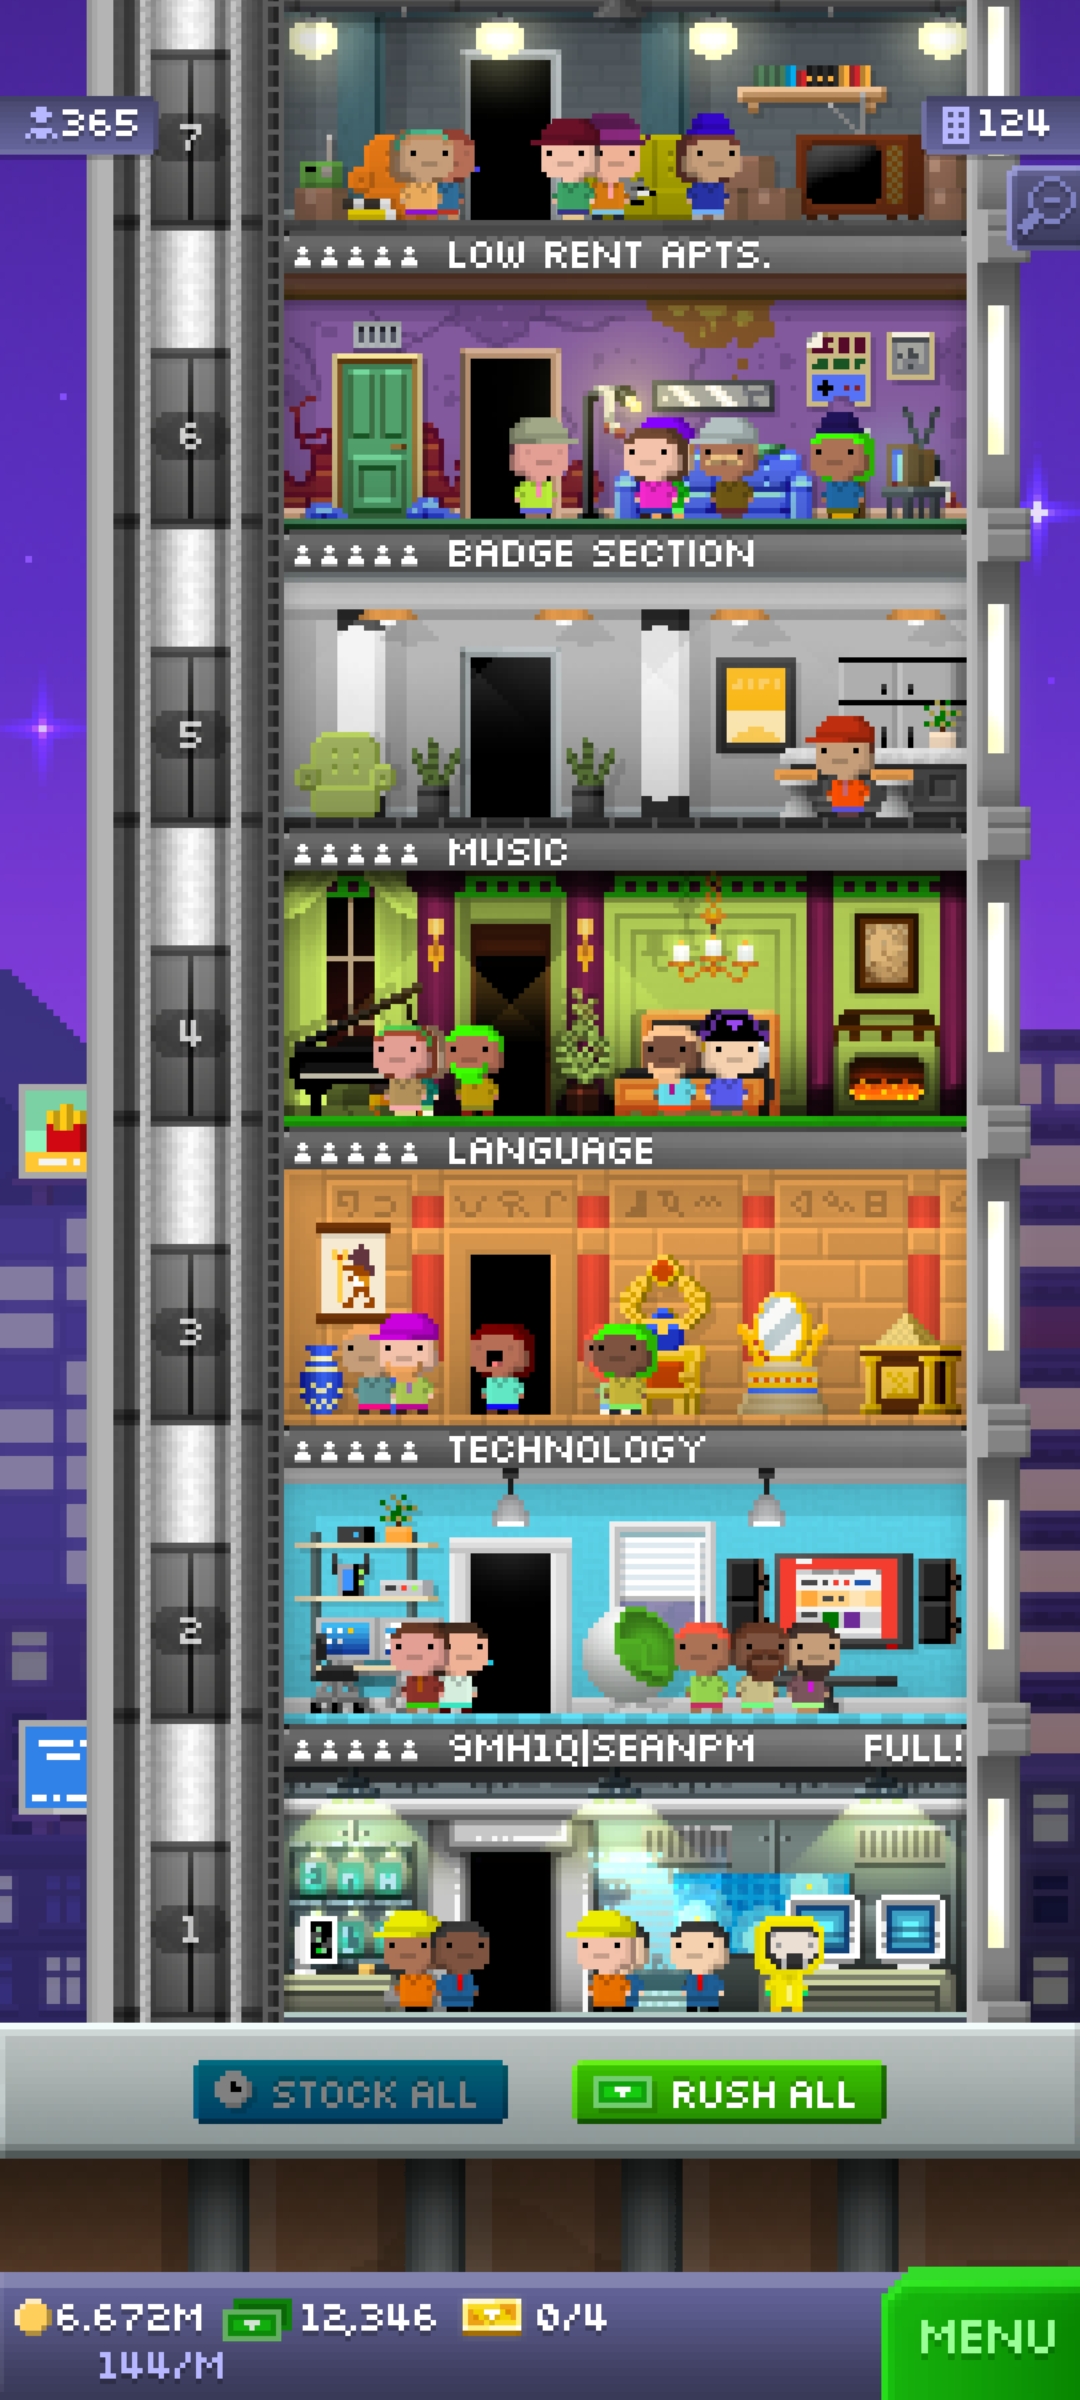 365
124
7
LOW RENT APTS.
6
BADGE SECTION
5
MUSIC
4
LANGUAGE
3
TECHNOLOGY
2
9MH1Q|SEANPM FULL!
1
STOCK ALL
RUSH ALL
6.672M
12,346
0/4
144/M
MENU